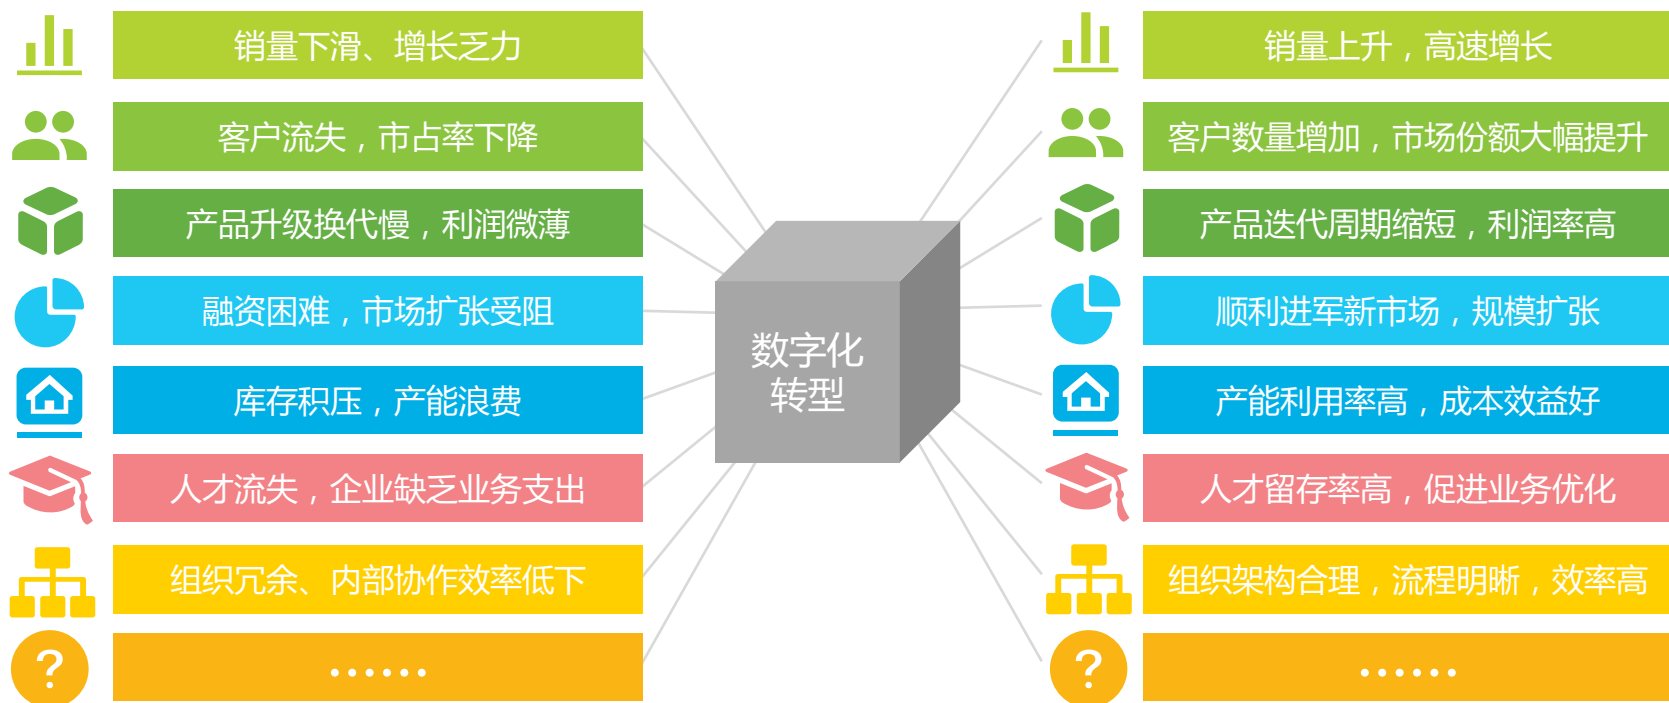 销量下滑、增长乏力
客户流失，市占率下降
产品升级换代慢，利润微薄
融资困难，市场扩张受阻
库存积压，产能浪费
人才流失，企业缺乏业务支出
组织冗余、内部协作效率低下
……
?
数字化
转型
销量上升，高速增长
客户数量增加，市场份额大幅提升
产品迭代周期缩短，利润率高
顺利进军新市场，规模扩张
产能利用率高，成本效益好
人才留存率高，促进业务优化
组织架构合理，流程明晰，效率高
……
?